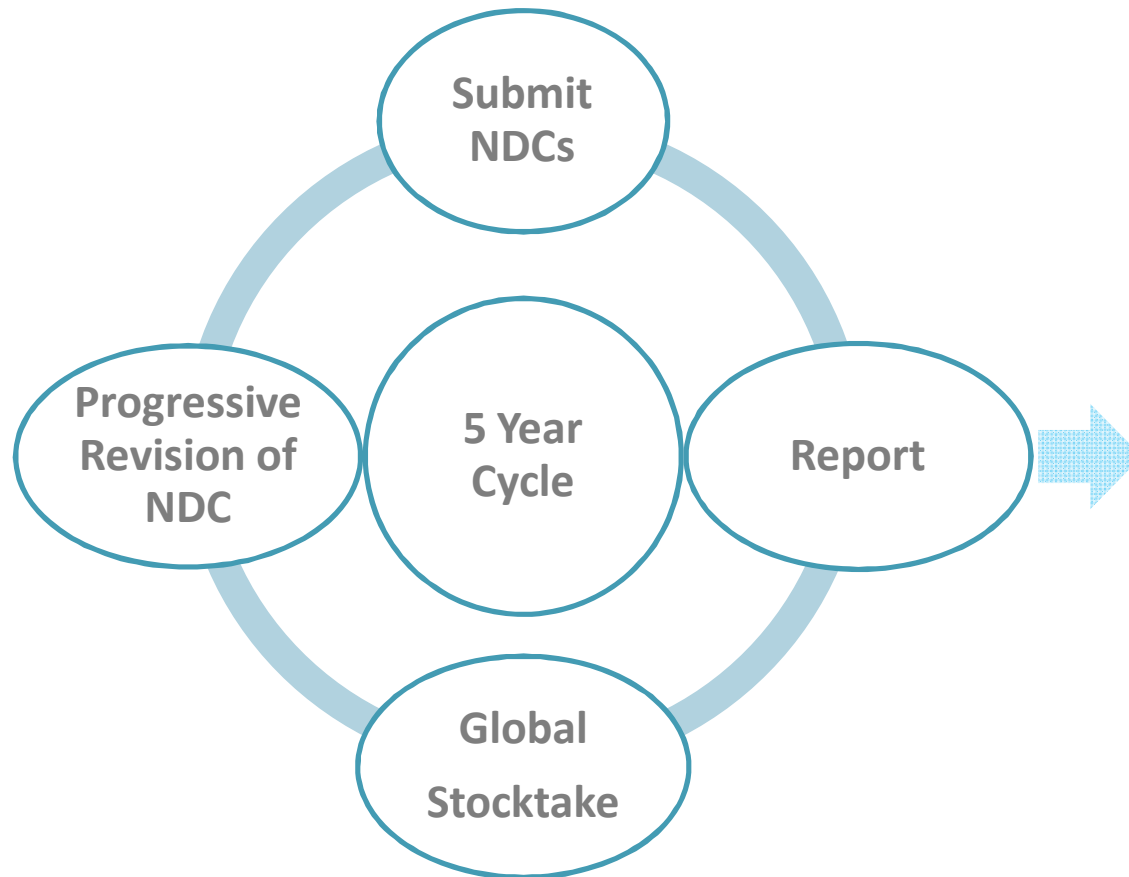 Submit
NDCs
Progressive
Revision of
NDC
5 Year
Cycle
Report
Global
Stocktake